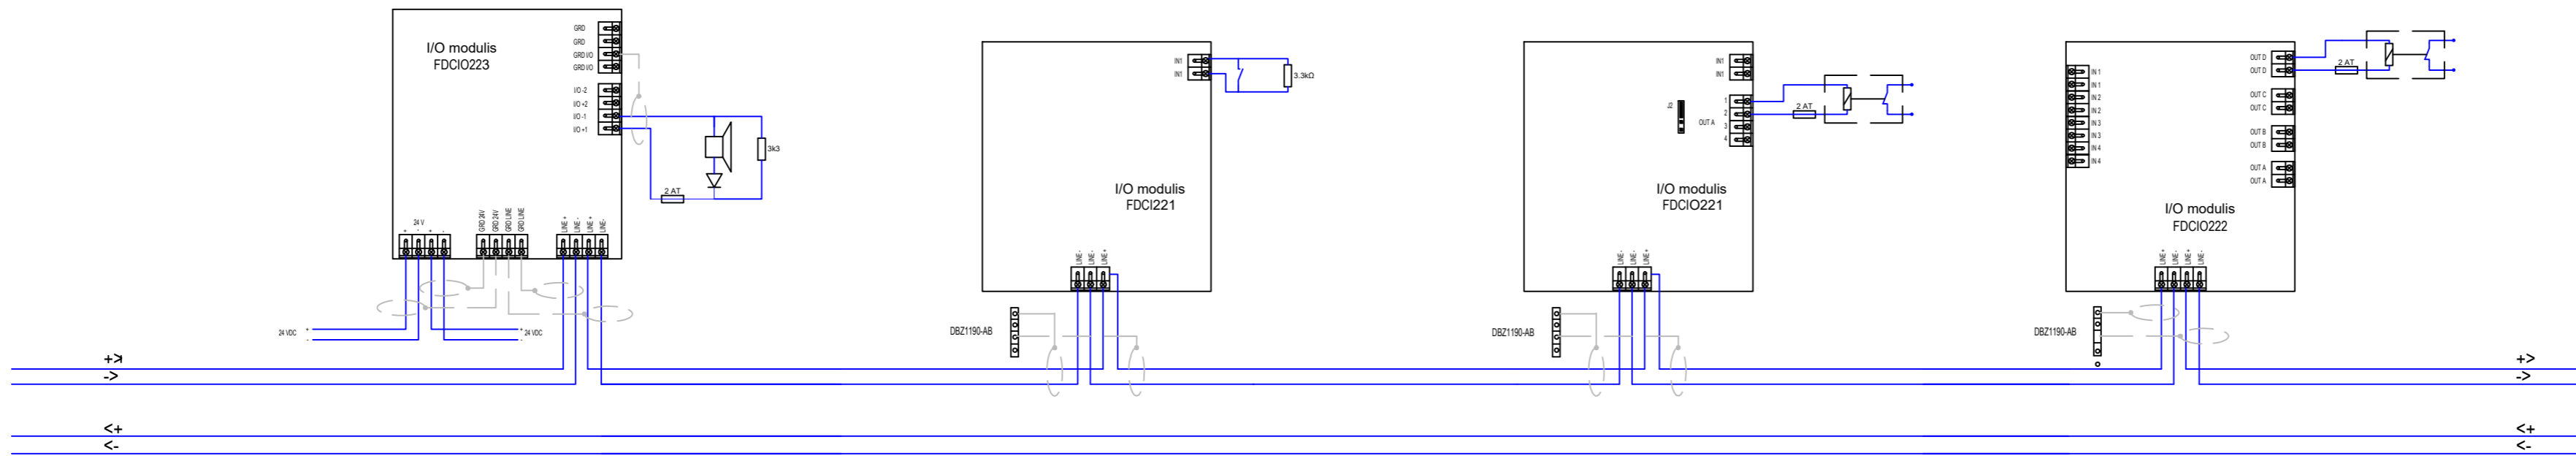 I/O modulis
FDCIO223
GRD
GRD
GRD I/O
GRD I/O
I/O -2
I/O +2
I/O -1
I/O +1
3k3
2 AT
24 V
+ - + -
GRD 24V
GRD 24V
GRD LINE
GRD LINE
LINE +
LINE -
LINE +
LINE-
24 VDC
+
-
24 VDC
+
-
IN1
IN1
3.3kΩ
I/O modulis
FDCI221
LINE-
LINE-
LINE+
DBZ1190-AB
IN1
IN1
1
2
3
4
OUT A
2 AT
I/O modulis
FDCIO221
LINE-
LINE-
LINE+
DBZ1190-AB
IN 1
IN 1
IN 2
IN 2
IN 3
IN 3
IN 4
IN 4
OUT D
OUT D
OUT C
OUT C
OUT B
OUT B
OUT A
OUT A
2 AT
I/O modulis
FDCIO222
LINE+
LINE-
LINE+
LINE-
DBZ1190-AB
+>
->
+>
->
<+
<-
<+
<-